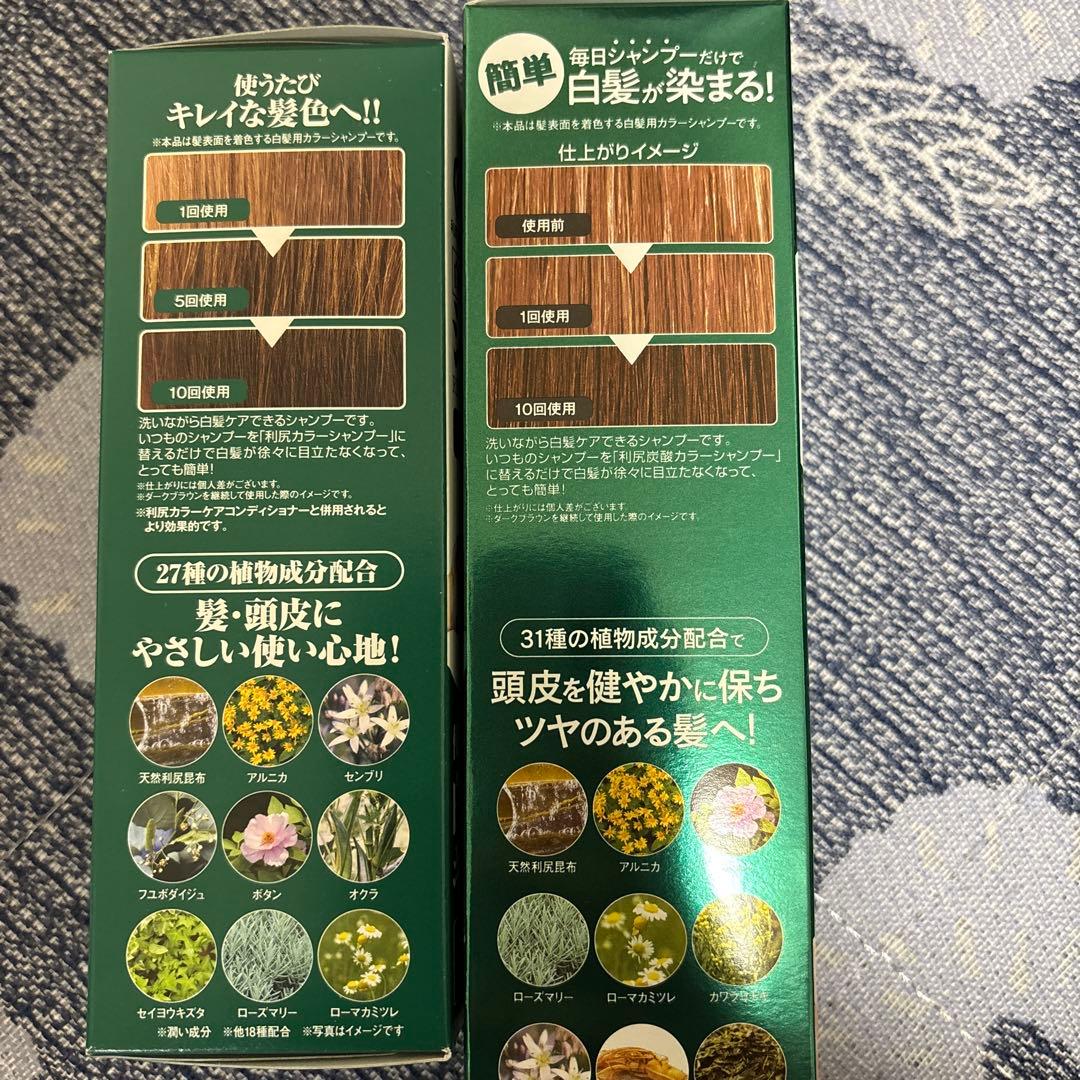 使うたび
キレイな髪色へ!!
※本品は髪表面を着色する白髪用カラーシャンプーです。
1回使用
5回使用
10回使用
洗いながら白髪ケアできるシャンプーです。
いつものシャンプーを「利尻カラーシャンプー」に
替えるだけで白髪が徐々に目立たなくなって、
とっても簡単!
※仕上がりには個人差がございます。
※ダークブラウンを継続して使用した際のイメージです。
※利尻カラーケアコンディショナーと併用されると
より効果的です。
27種の植物成分配合
髪・頭皮に
やさしい使い心地!
天然利尻昆布
アルニカ
センブリ
フユボダイジュ
ボタン
オクラ
セイヨウキズタ
ローズマリー
ローマカミツレ
※潤い成分 ※他18種配合 ※写真はイメージです
簡単
毎日シャンプーだけで
白髪が染まる!
※本品は髪表面を着色する白髪用カラーシャンプーです。
仕上がりイメージ
使用前
1回使用
10回使用
洗いながら白髪ケアできるシャンプーです。
いつものシャンプーを「利尻炭酸カラーシャンプー」
に替えるだけで白髪が徐々に目立たなくなって、
とっても簡単!
※仕上がりには個人差がございます。
※ダークブラウンを継続して使用した際のイメージです。
31種の植物成分配合で
頭皮を健やかに保ち
ツヤのある髪へ!
天然利尻昆布
アルニカ
ローズマリー
ローマカミツレ
カワラヨモギ